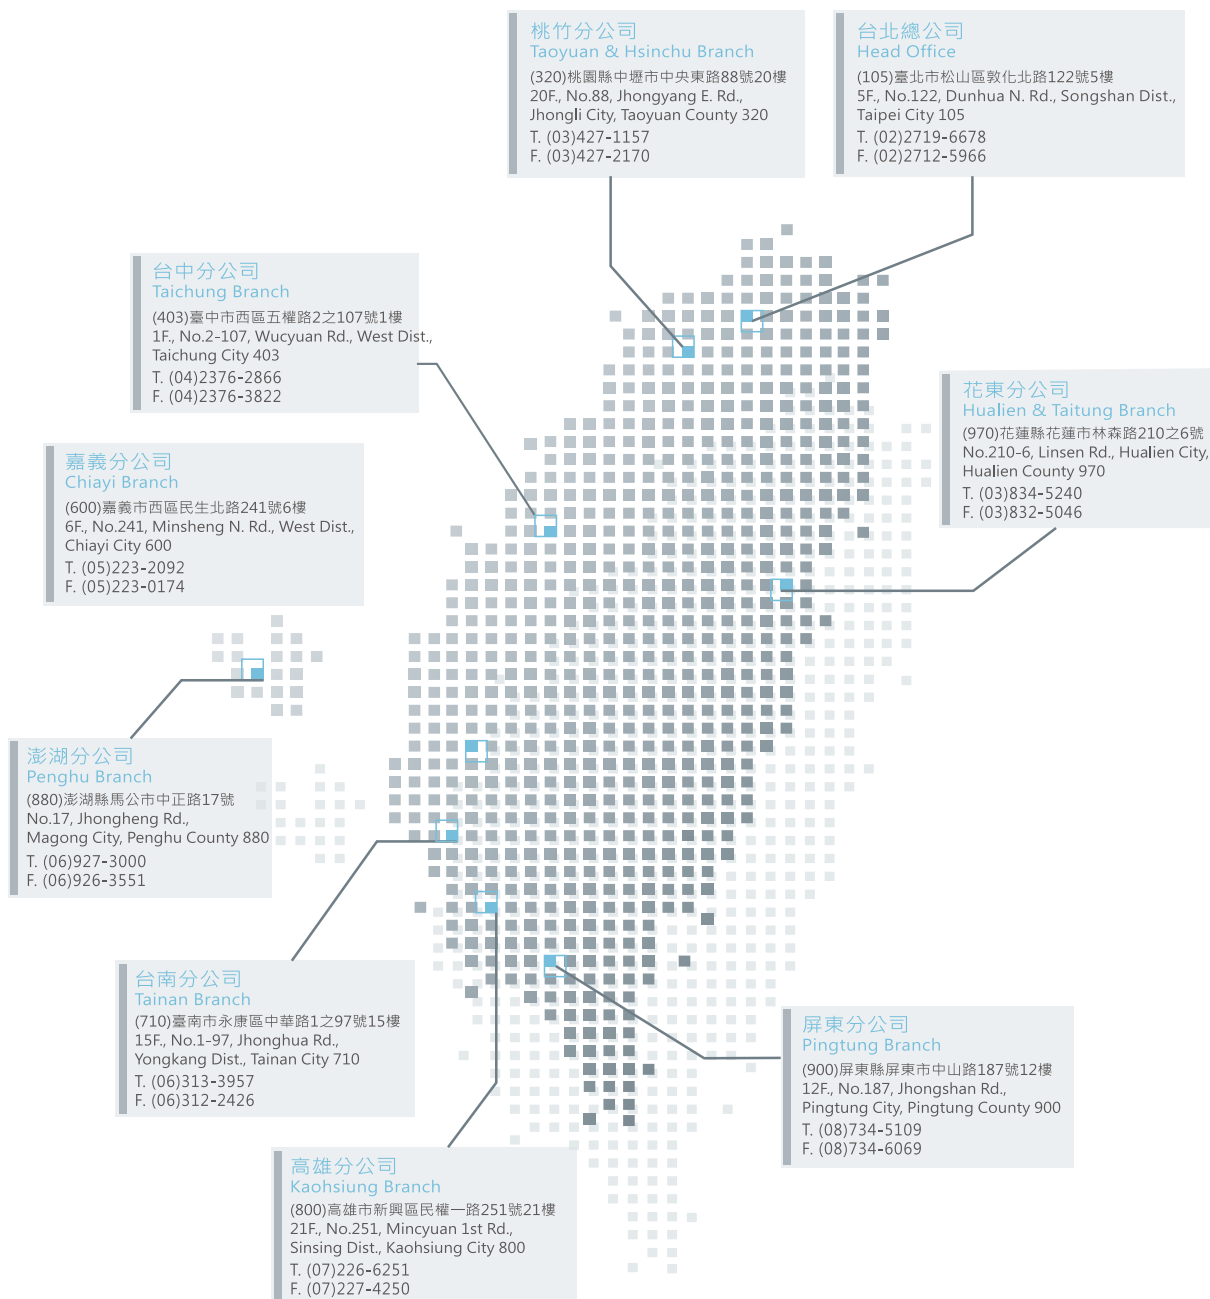 桃竹分公司
Taoyuan & Hsinchu Branch
(320)桃園縣中壢市中央東路88號20樓
20F., No.88, Jhongyang E. Rd.,
Jhongli City, Taoyuan County 320
T. (03)427-1157
F. (03)427-2170
台北總公司
Head Office
(105)臺北市松山區敦化北路122號5樓
5F., No.122, Dunhua N. Rd., Songshan Dist.,
Taipei City 105
T. (02)2719-6678
F. (02)2712-5966
台中分公司
Taichung Branch
(403)臺中市西區五權路2之107號1樓
1F., No.2-107, Wucyuan Rd., West Dist.,
Taichung City 403
T. (04)2376-2866
F. (04)2376-3822
花東分公司
Hualien & Taitung Branch
(970)花蓮縣花蓮市林森路210之6號
No.210-6, Linsen Rd., Hualien City,
Hualien County 970
T. (03)834-5240
F. (03)832-5046
嘉義分公司
Chiayi Branch
(600)嘉義市西區民生北路241號6樓
6F., No.241, Minsheng N. Rd., West Dist.,
Chiayi City 600
T. (05)223-2092
F. (05)223-0174
澎湖分公司
Penghu Branch
(880)澎湖縣馬公市中正路17號
No.17, Jhongheng Rd.,
Magong City, Penghu County 880
T. (06)927-3000
F. (06)926-3551
台南分公司
Tainan Branch
(710)臺南市永康區中華路1之97號15樓
15F., No.1-97, Jhonghua Rd.,
Yongkang Dist., Tainan City 710
T. (06)313-3957
F. (06)312-2426
屏東分公司
Pingtung Branch
(900)屏東縣屏東市中山路187號12樓
12F., No.187, Jhongshan Rd.,
Pingtung City, Pingtung County 900
T. (08)734-5109
F. (08)734-6069
高雄分公司
Kaohsiung Branch
(800)高雄市新興區民權一路251號21樓
21F., No.251, Mincyuan 1st Rd.,
Sinsing Dist., Kaohsiung City 800
T. (07)226-6251
F. (07)227-4250